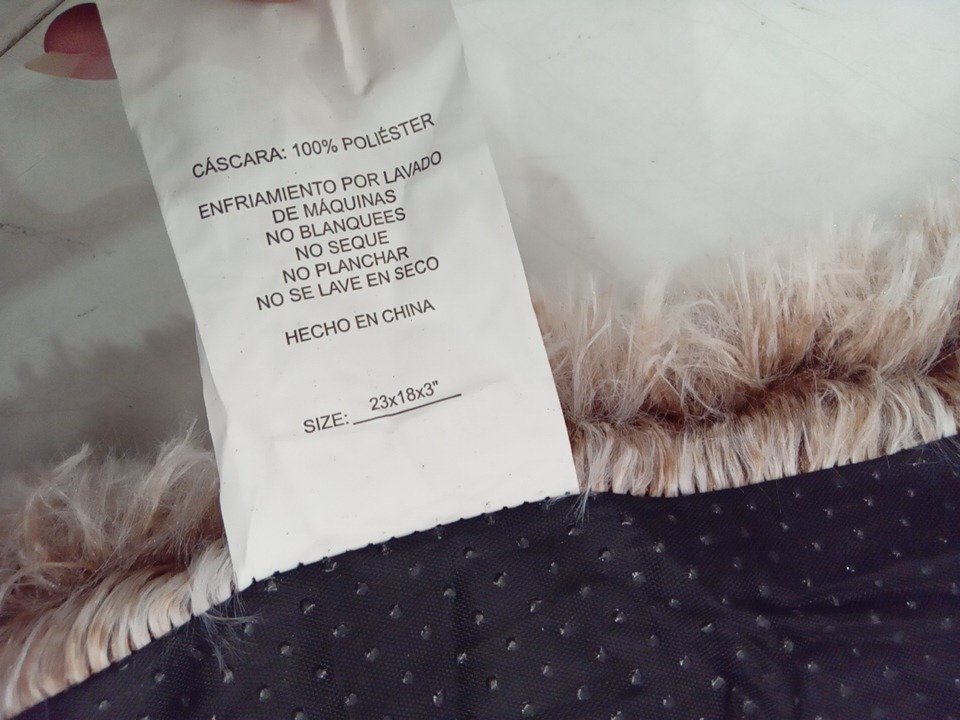 CÁSCARA: 100% POLIÉSTER
ENFRIAMIENTO POR LAVADO
DE MÁQUINAS
NO BLANQUEES
NO SEQUE
NO PLANCHAR
NO SE LAVE EN SECO
HECHO EN CHINA
SIZE: 23x18x3"